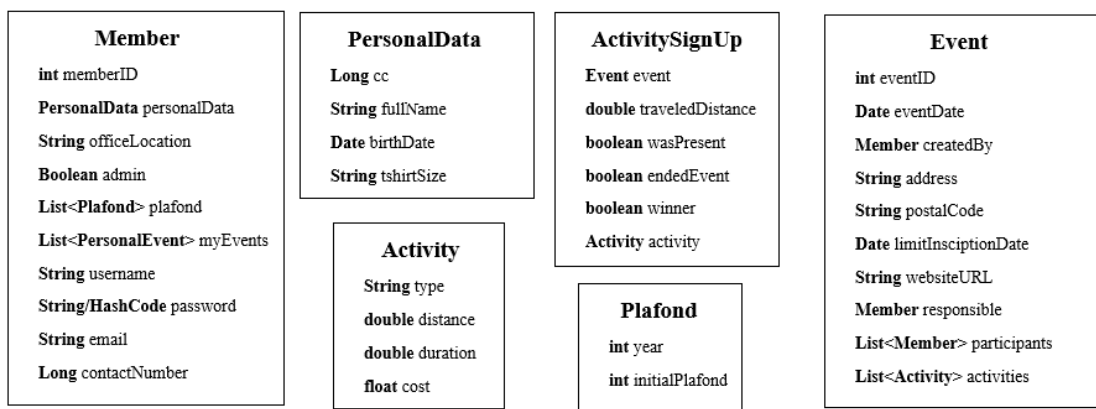 Member
int memberID
PersonalData personalData
String officeLocation
Boolean admin
List<Plafond> plafond
List<PersonalEvent> myEvents
String username
String/HashCode password
String email
Long contactNumber
PersonalData
Long cc
String fullName
Date birthDate
String tshirtSize
Activity
String type
double distance
double duration
float cost
ActivitySignUp
Event event
double traveledDistance
boolean wasPresent
boolean endedEvent
boolean winner
Activity activity
Plafond
int year
int initialPlafond
Event
int eventID
Date eventDate
Member createdBy
String address
String postalCode
Date limitInsciptionDate
String websiteURL
Member responsible
List<Member> participants
List<Activity> activities